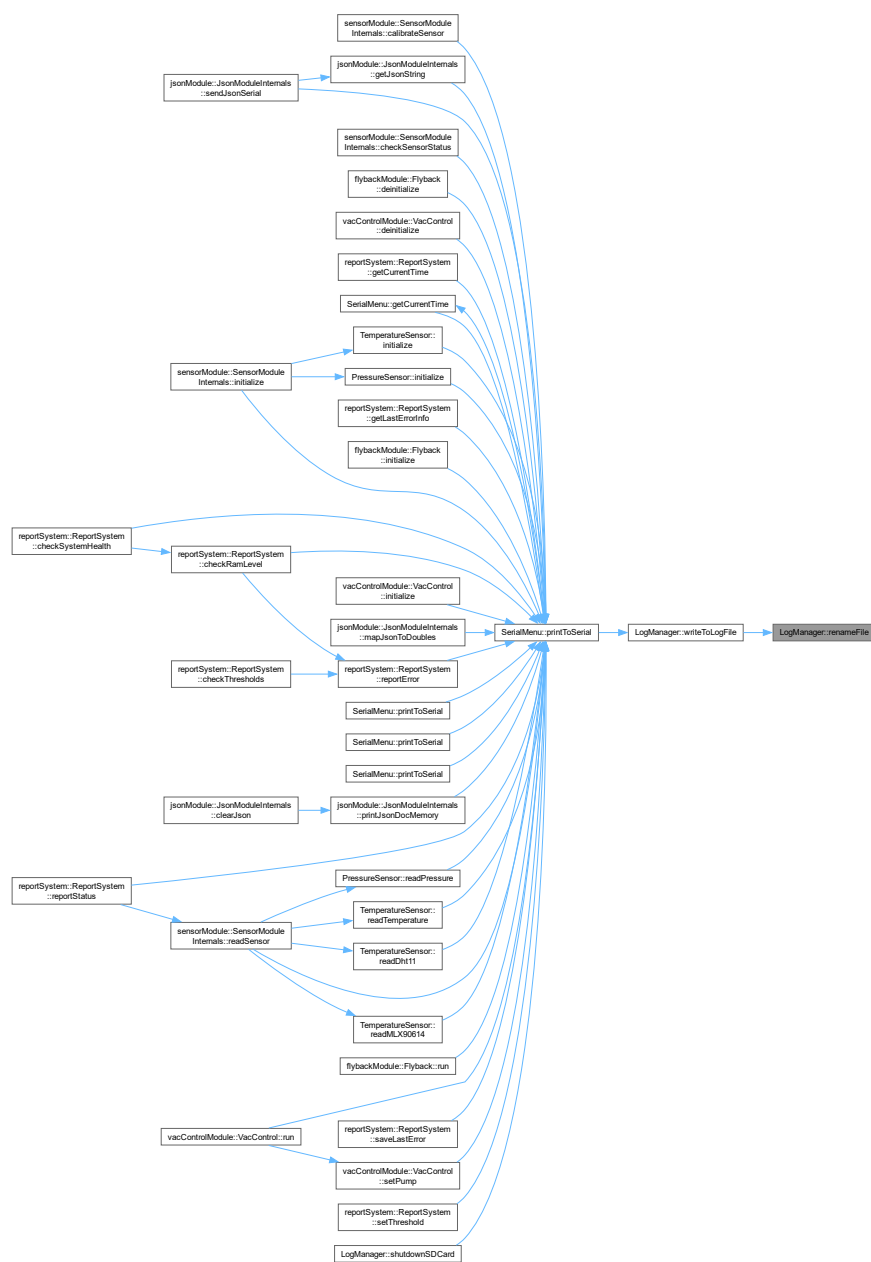 sensorModule::SensorModule
Internals::calibrateSensor
jsonModule::JsonModuleInternals
::getJsonString
jsonModule::JsonModuleInternals
::sendJsonSerial
sensorModule::SensorModule
Internals::checkSensorStatus
flybackModule::Flyback
::deinitialize
vacControlModule::VacControl
::deinitialize
reportSystem::ReportSystem
::getCurrentTime
SerialMenu::getCurrentTime
TemperatureSensor::
initialize
sensorModule::SensorModule
Internals::initialize
PressureSensor::initialize
reportSystem::ReportSystem
::getLastErrorInfo
flybackModule::Flyback
::initialize
reportSystem::ReportSystem
::checkSystemHealth
reportSystem::ReportSystem
::checkRamLevel
vacControlModule::VacControl
::initialize
jsonModule::JsonModuleInternals
::mapJsonToDoubles
SerialMenu::printToSerial
LogManager::writeToLogFile
LogManager::renameFile
reportSystem::ReportSystem
::checkThresholds
reportSystem::ReportSystem
::reportError
SerialMenu::printToSerial
SerialMenu::printToSerial
SerialMenu::printToSerial
jsonModule::JsonModuleInternals
::clearJson
jsonModule::JsonModuleInternals
::printJsonDocMemory
reportSystem::ReportSystem
::reportStatus
PressureSensor::readPressure
TemperatureSensor::
readTemperature
sensorModule::SensorModule
Internals::readSensor
TemperatureSensor::
readDht11
TemperatureSensor::
readMLX90614
flybackModule::Flyback::run
vacControlModule::VacControl::run
reportSystem::ReportSystem
::saveLastError
vacControlModule::VacControl
::setPump
reportSystem::ReportSystem
::setThreshold
LogManager::shutdownSDCard